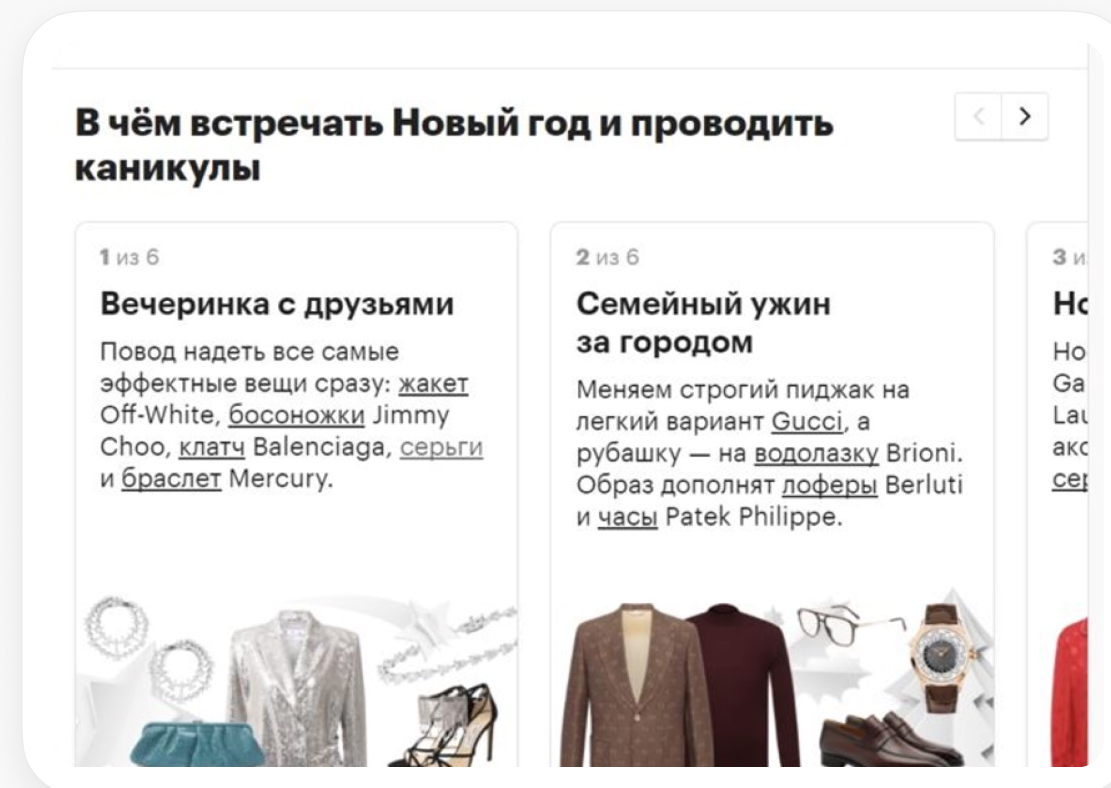 В чём встречать Новый год и проводить
каникулы
1 из 6
Вечеринка с друзьями
Повод надеть все самые
эффектные вещи сразу: жакет
Off-White, босоножки Jimmy
Choo, клатч Balenciaga, серьги
и браслет Mercury.
2 из 6
Семейный ужин
за городом
Меняем строгий пиджак на
легкий вариант Gucci, а
рубашку — на водолазку Brioni.
Образ дополнят лоферы Berluti
и часы Patek Philippe.
3